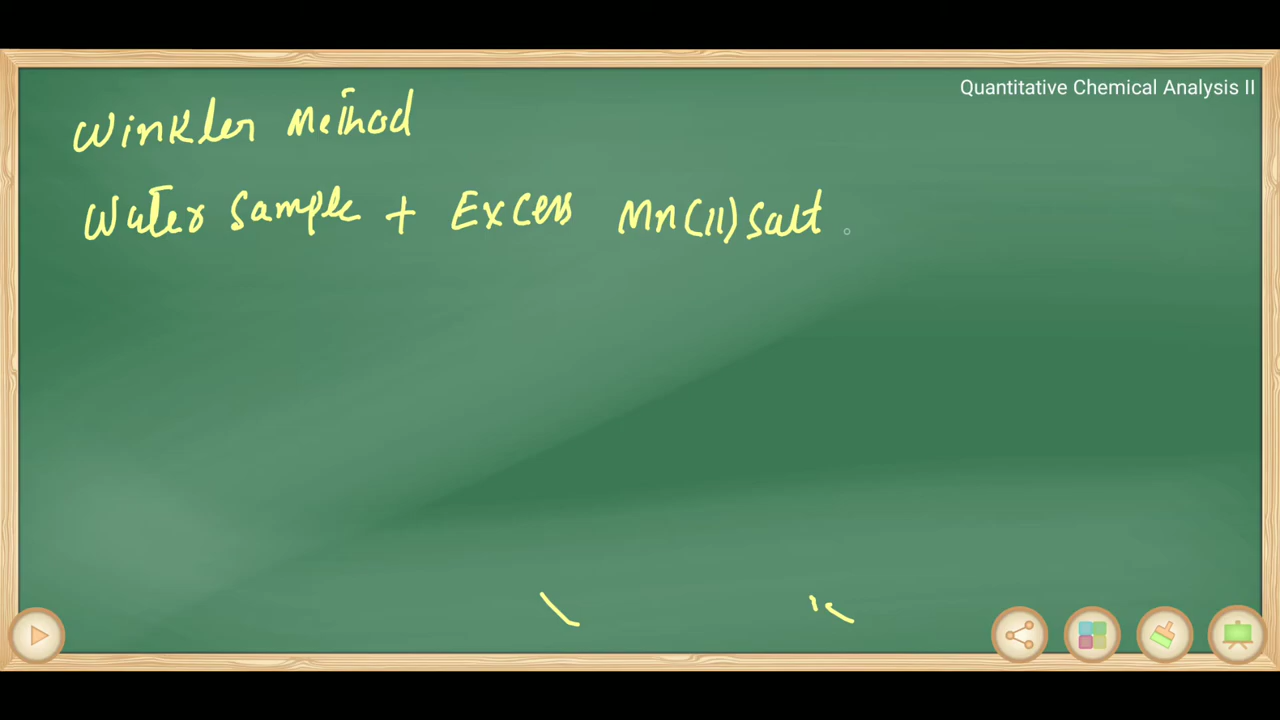 Quantitative Chemical Analysis II
Winkler Method
Water Sample + Excess Mn(II) Salt